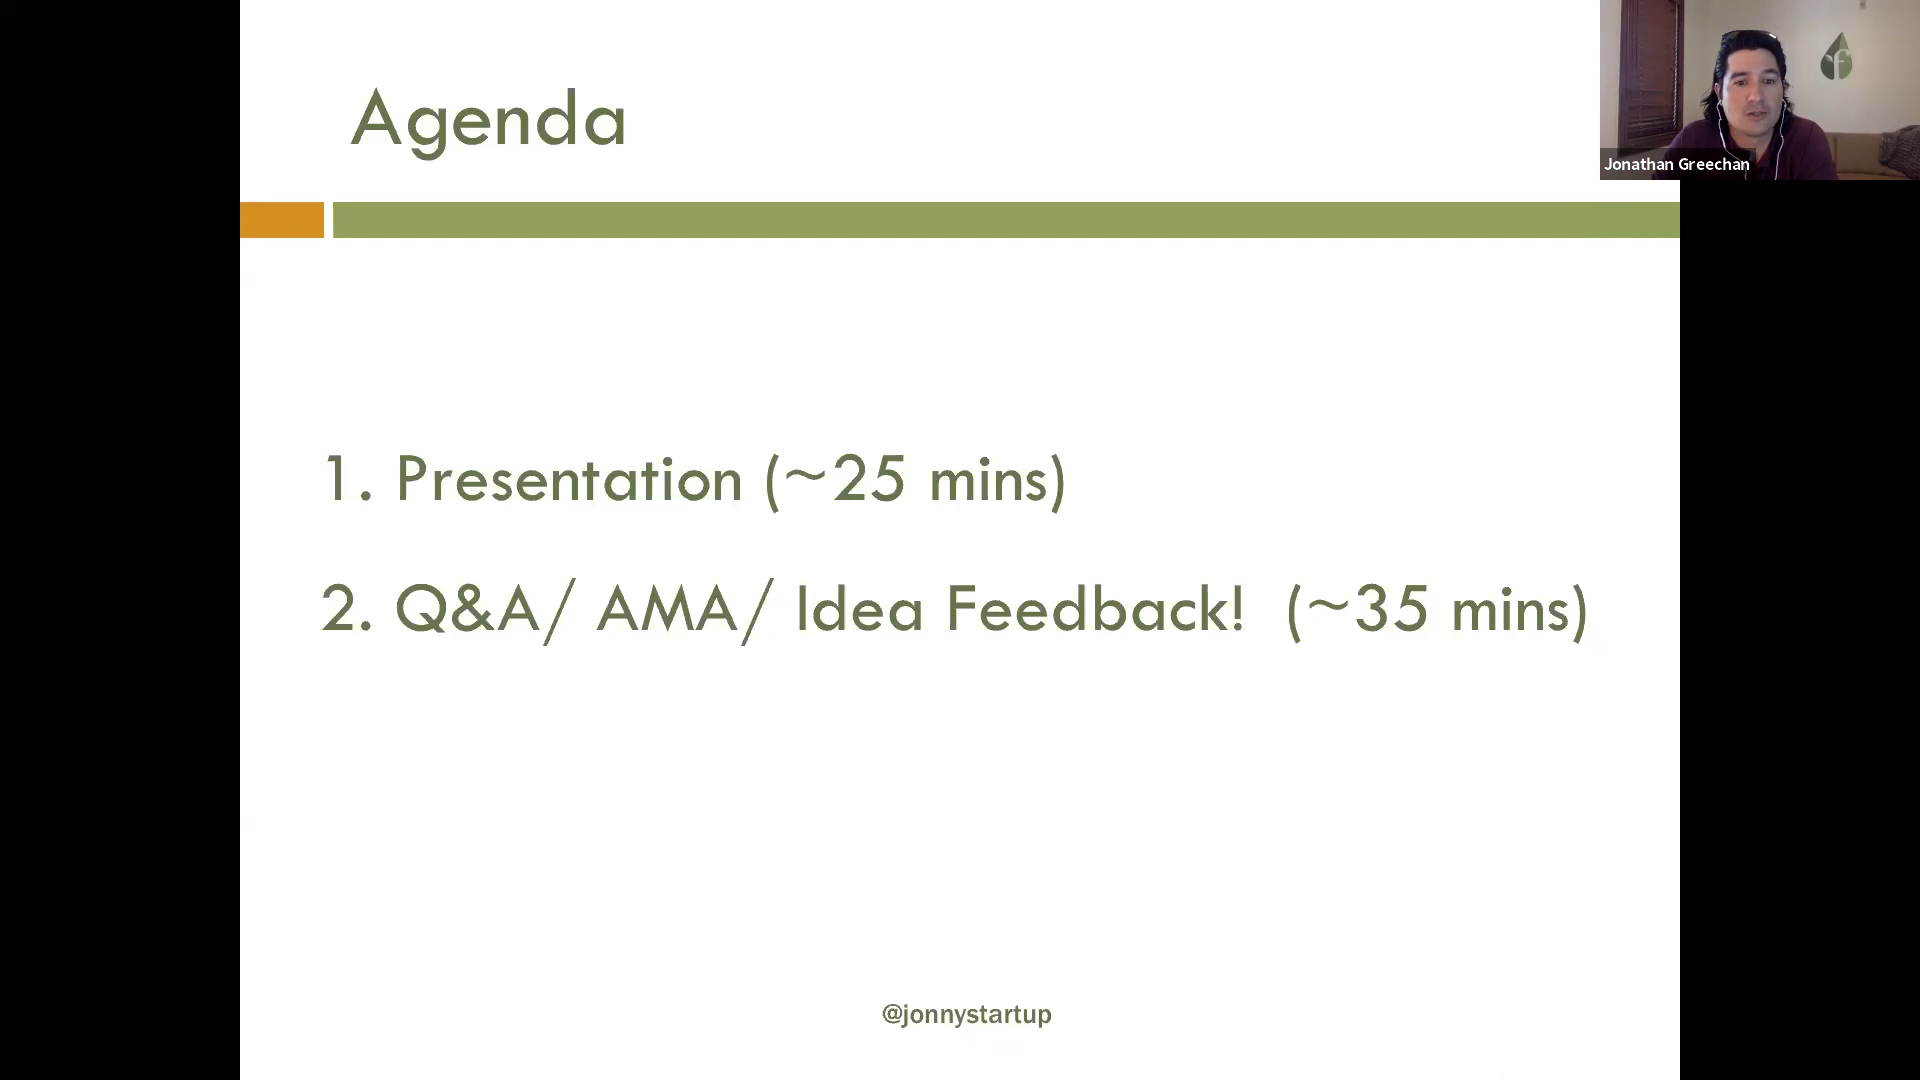 Agenda
Jonathan Greechan
1. Presentation (~25 mins)
2. Q&A/ AMA/ Idea Feedback! (~35 mins)
@jonnystartup